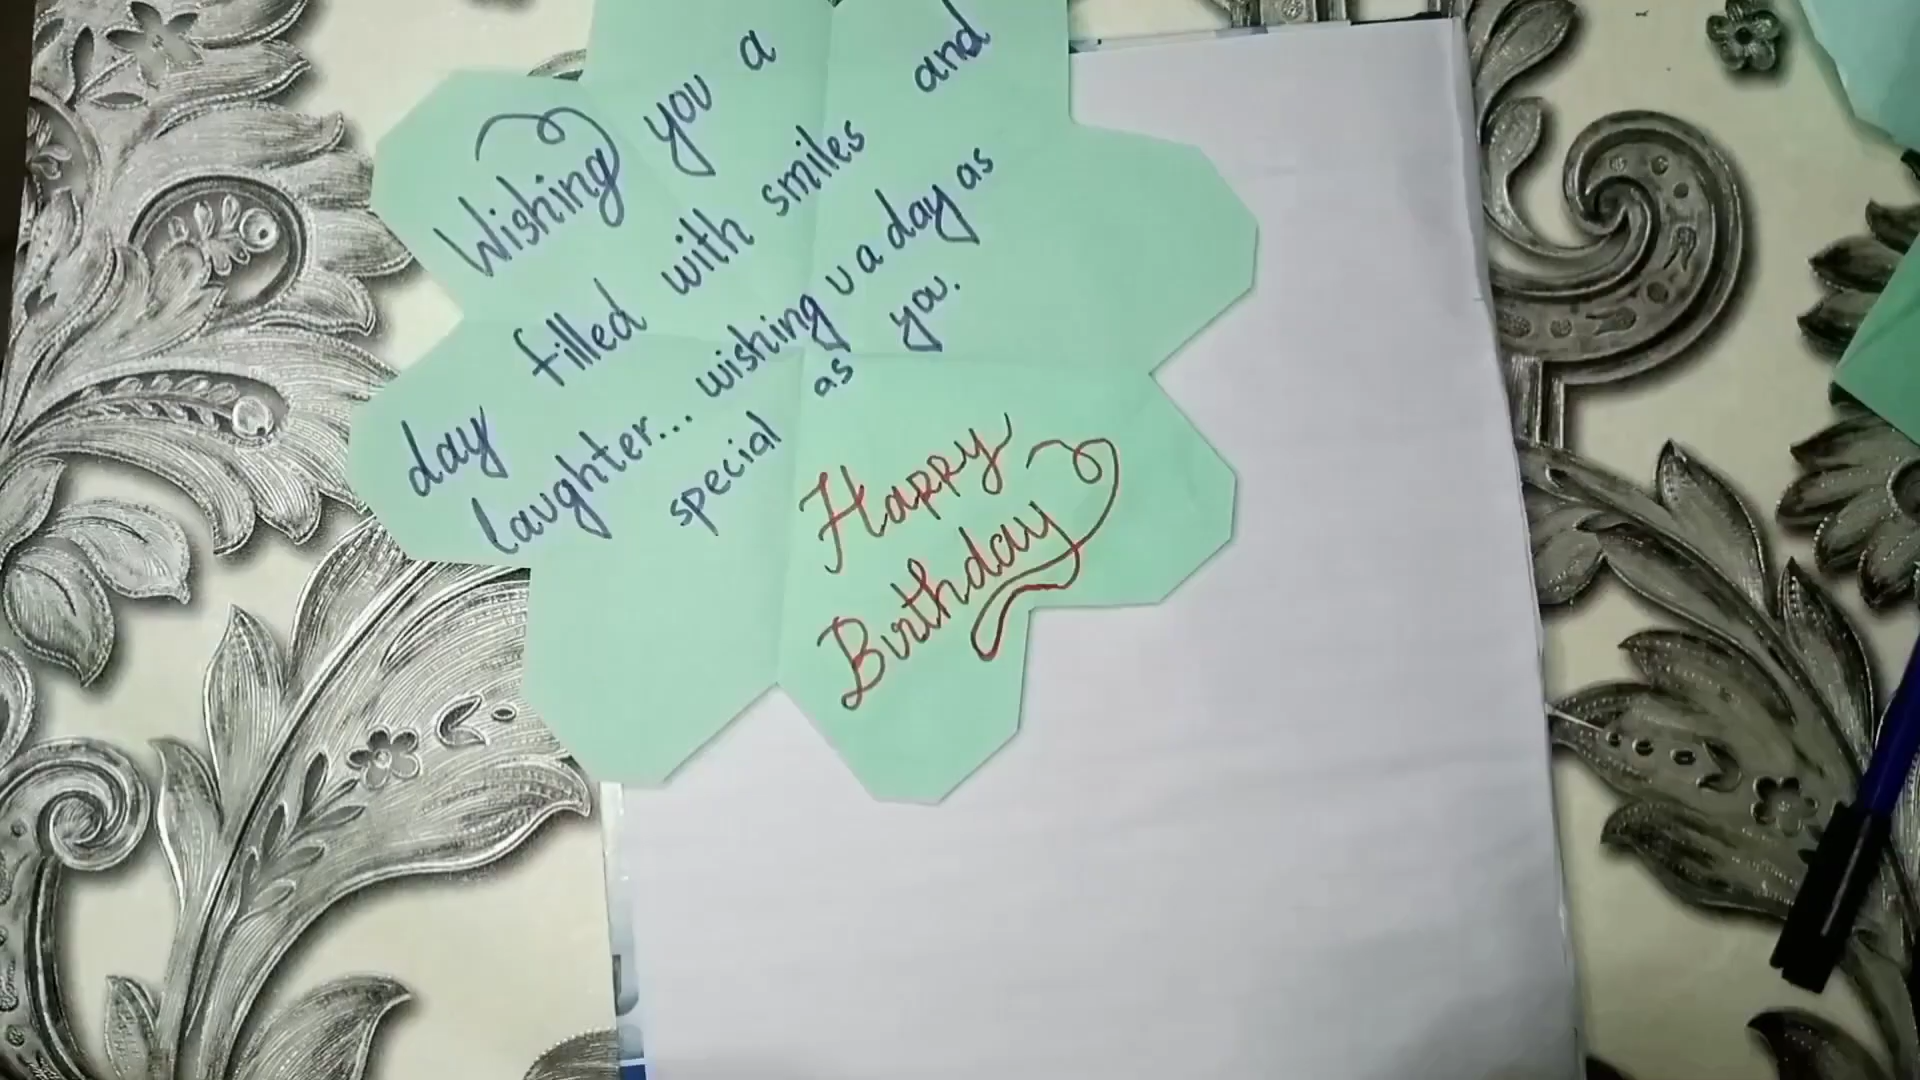 Wishing you a
day filled with smiles and
laughter... wishing u a day as
special as you.
Happy
Birthday